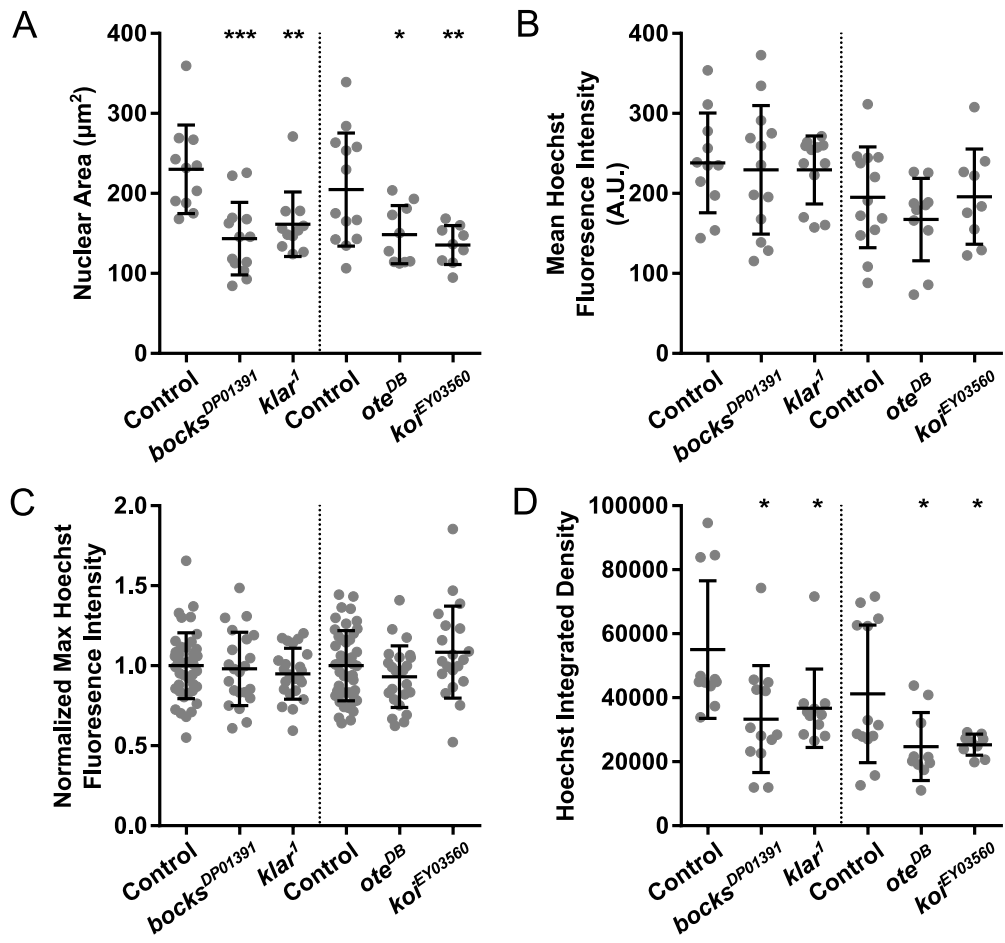 A
Nuclear Area (µm²)
400
300
200
100
0
*** ** * **
Control
bocks^DP01391
klar^1
Control
ote^DB
koi^EY03560
B
Mean Hoechst
Fluoresence Intensity
(A.U.)
400
300
200
100
0
Control
bocks^DP01391
klar^1
Control
ote^DB
koi^EY03560
C
Normalized Max Hoechst
Fluoresence Intensity
2.0
1.5
1.0
0.5
0.0
Control
bocks^DP01391
klar^1
Control
ote^DB
koi^EY03560
D
Hoechst Integrated Density
100000
80000
60000
40000
20000
0
* * * *
Control
bocks^DP01391
klar^1
Control
ote^DB
koi^EY03560